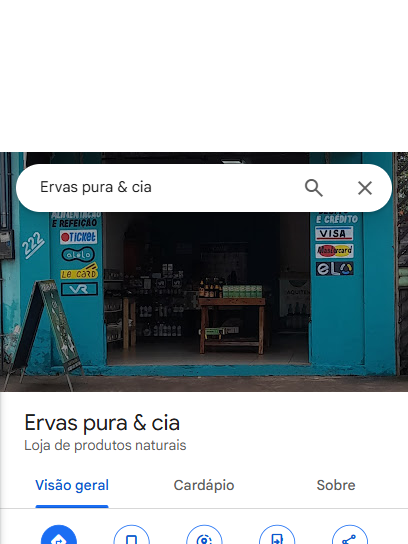 Ervas pura & cia
ALIMENTAÇÃO
E REFEIÇÃO
TICKET
aLeLo
Le CARD
VR
222
E CRÉDITO
VISA
Mastercard
eLo
Ervas pura & cia
Loja de produtos naturais
Visão geral
Cardápio
Sobre